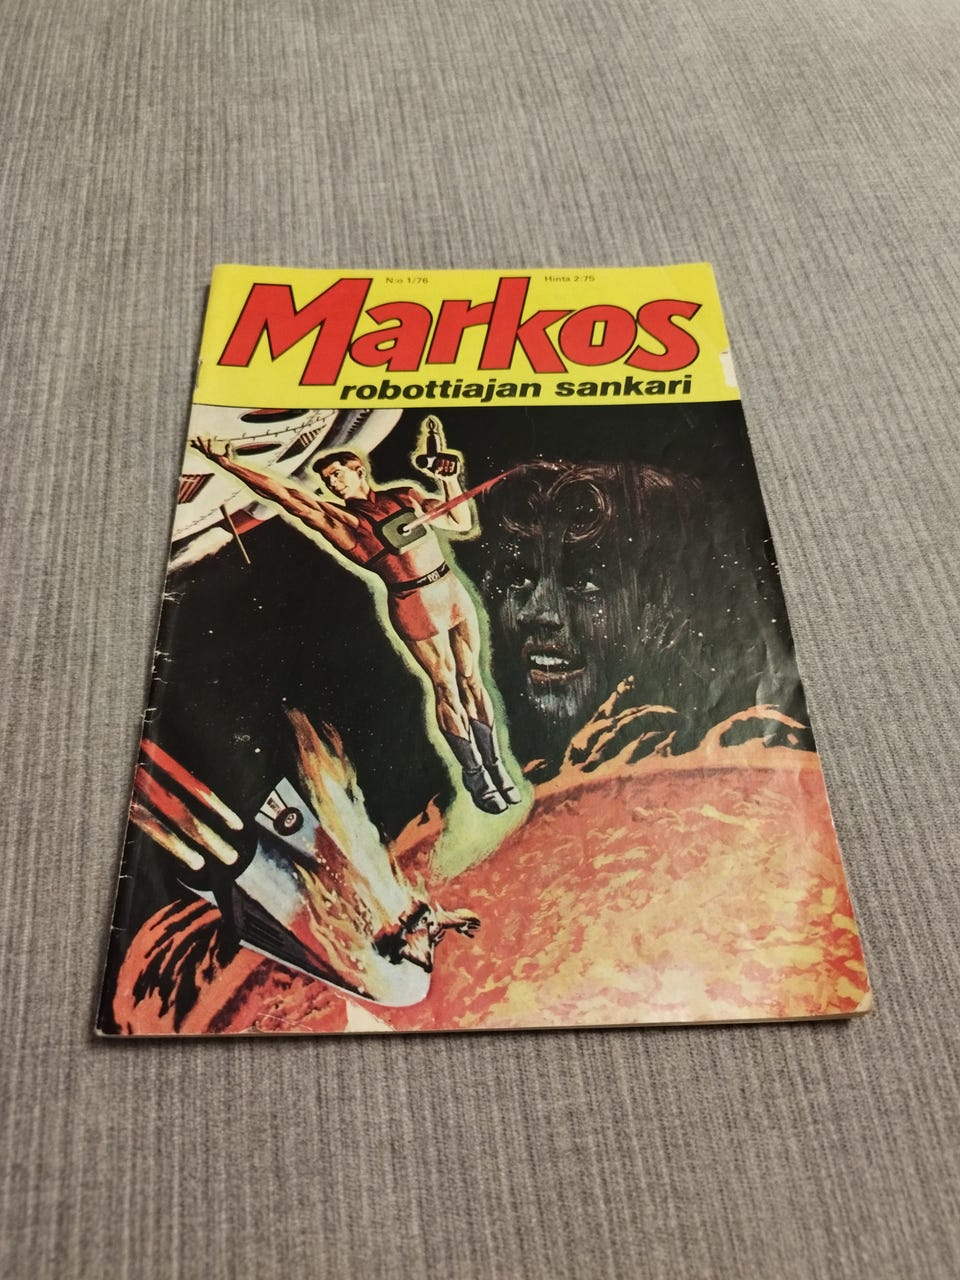 N:o 1/76 Hinta 2:75
Markos
robottiajan sankari
G